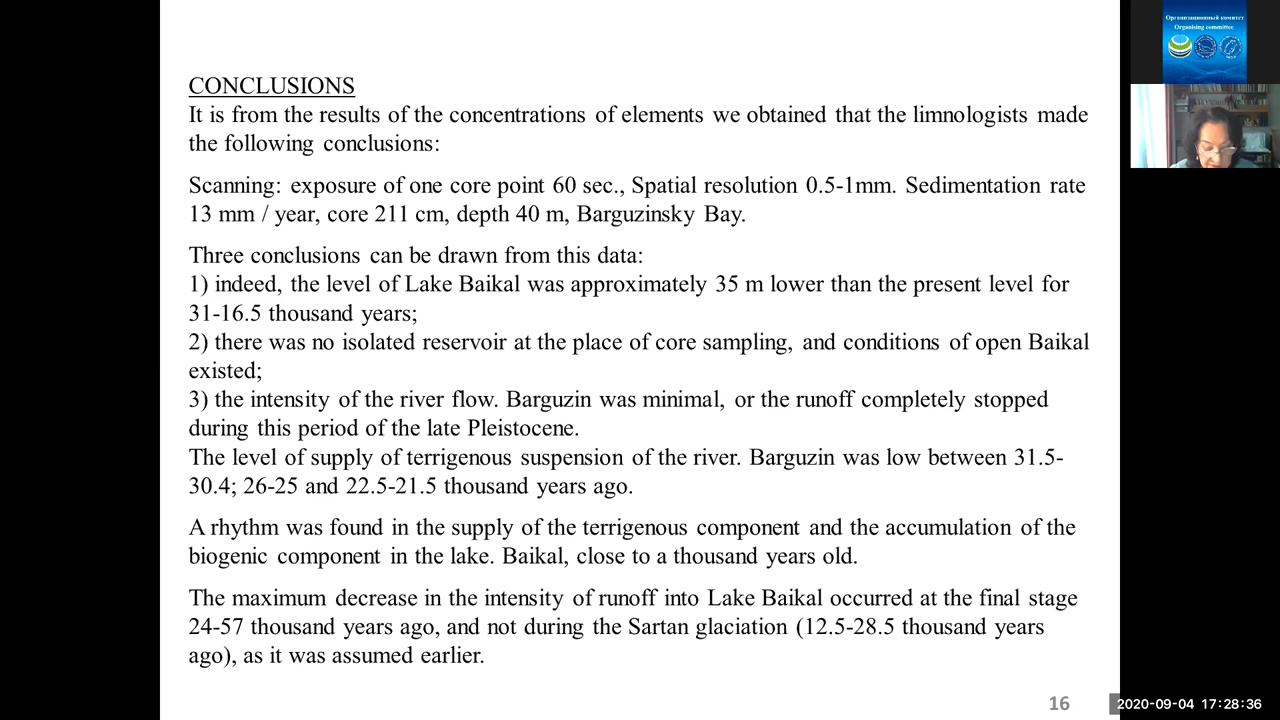 CONCLUSIONS
It is from the results of the concentrations of elements we obtained that the limnologists made
the following conclusions:
Scanning: exposure of one core point 60 sec., Spatial resolution 0.5-1mm. Sedimentation rate
13 mm / year, core 211 cm, depth 40 m, Barguzinsky Bay.
Three conclusions can be drawn from this data:
1) indeed, the level of Lake Baikal was approximately 35 m lower than the present level for
31-16.5 thousand years;
2) there was no isolated reservoir at the place of core sampling, and conditions of open Baikal
existed;
3) the intensity of the river flow. Barguzin was minimal, or the runoff completely stopped
during this period of the late Pleistocene.
The level of supply of terrigenous suspension of the river. Barguzin was low between 31.5-
30.4; 26-25 and 22.5-21.5 thousand years ago.
A rhythm was found in the supply of the terrigenous component and the accumulation of the
biogenic component in the lake. Baikal, close to a thousand years old.
The maximum decrease in the intensity of runoff into Lake Baikal occurred at the final stage
24-57 thousand years ago, and not during the Sartan glaciation (12.5-28.5 thousand years
ago), as it was assumed earlier.
16
Организационный комитет
Organising committee
2020-09-04 17:28:36